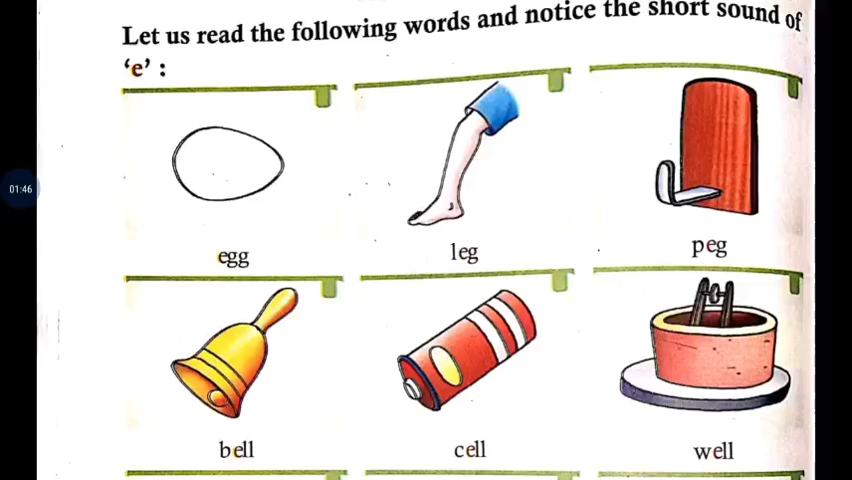 Let us read the following words and notice the short sound of
‘e’ :
egg leg peg
bell cell well
01:46